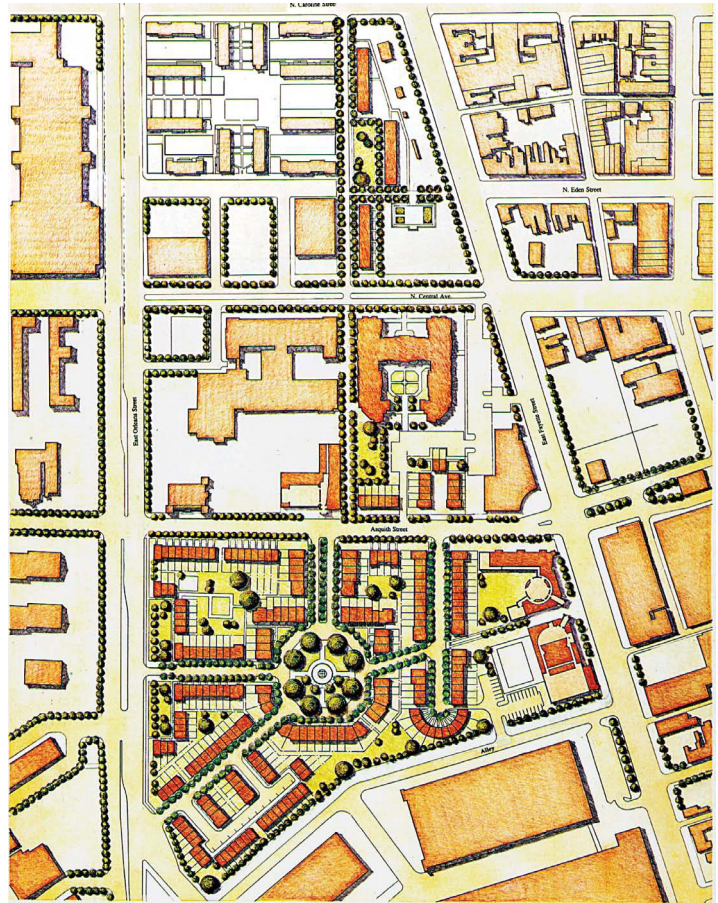 N. Caroline Street
N. Eden Street
N. Central Ave.
East Orleans Street
East Fayette Street
Asquith Street
Alley